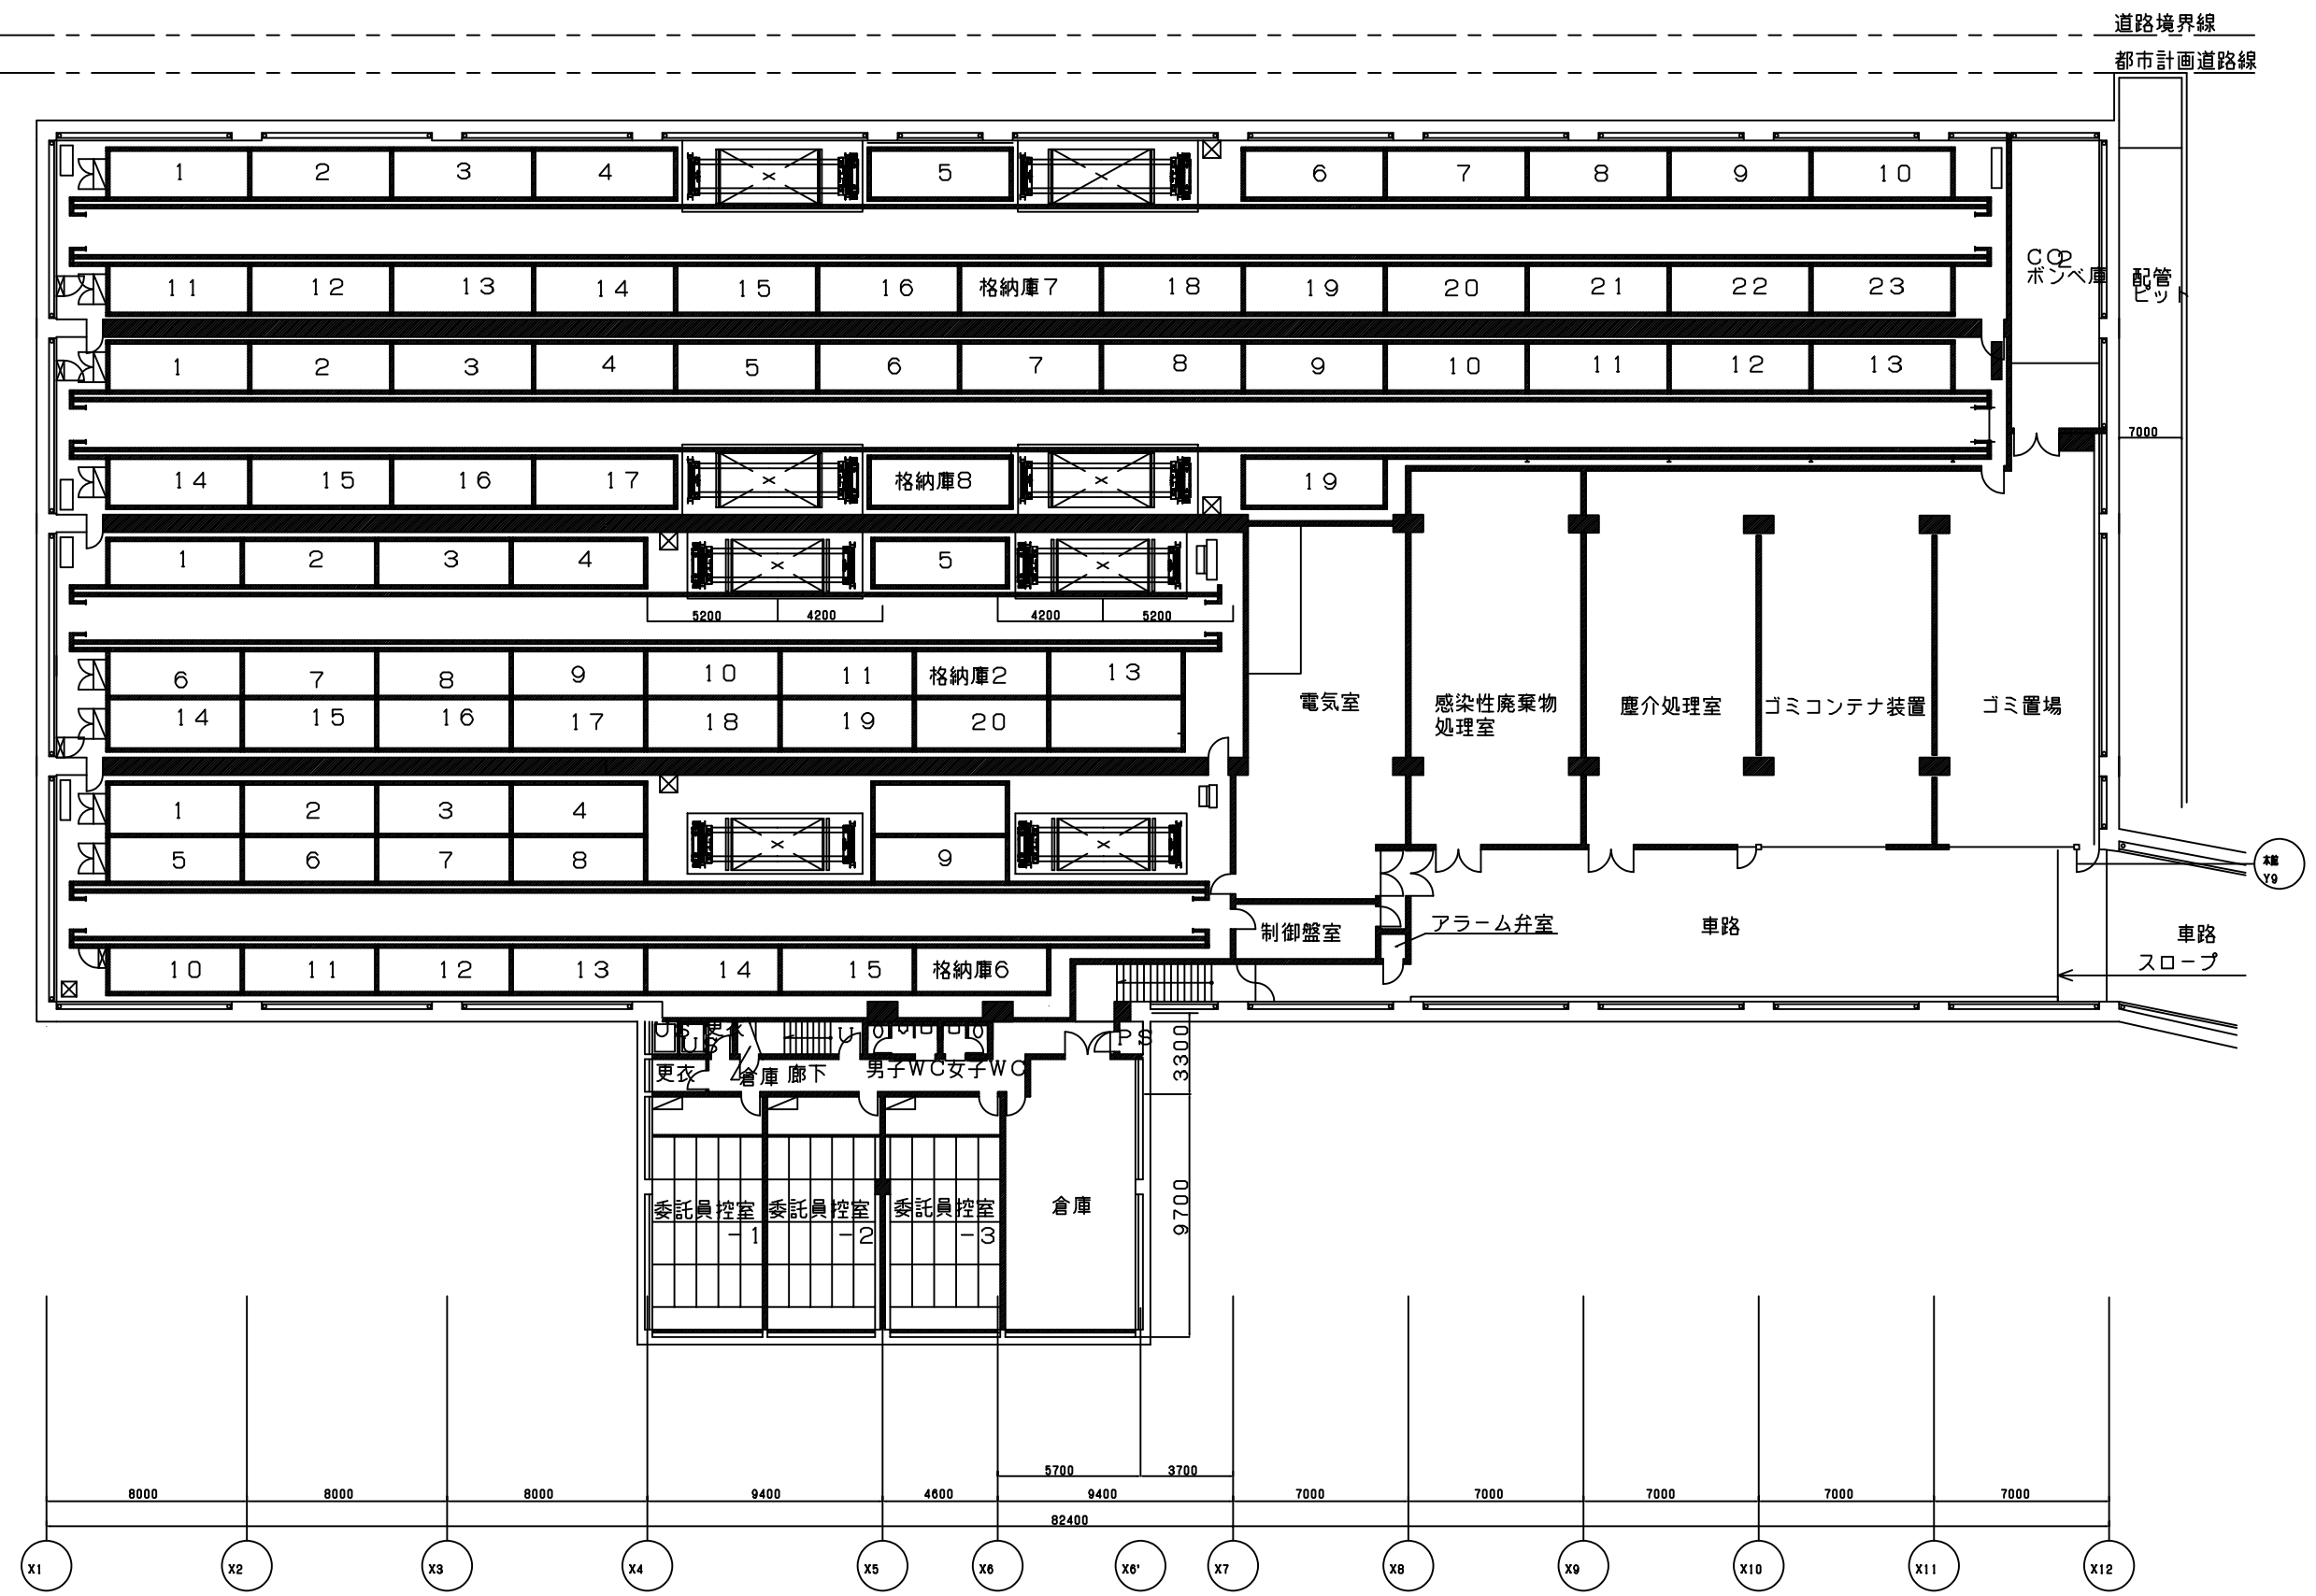 道路境界線
都市計画道路線
1 2 3 4 5 6 7 8 9 10
CO2
ボンベ庫
配管
ピット
11 12 13 14 15 16 格納庫7 18 19 20 21 22 23
1 2 3 4 5 6 7 8 9 10 11 12 13
7000
14 15 16 17 格納庫8 19
1 2 3 4 5
5200 4200 4200 5200
6 7 8 9 10 11 格納庫2 13
14 15 16 17 18 19 20
電気室
感染性廃棄物
処理室
塵介処理室
ゴミコンテナ装置
ゴミ置場
1 2 3 4
5 6 7 8 9
本館
Y9
制御盤室
アラーム弁室
車路
車路
スロープ
10 11 12 13 14 15 格納庫6
US 更衣 U PS
US
更衣 倉庫 廊下 男子WC 女子WC
3300
委託員控室
-1
委託員控室
-2
委託員控室
-3
倉庫
9700
5700 3700
8000 8000 8000 9400 4600 9400 7000 7000 7000 7000 7000
82400
X1 X2 X3 X4 X5 X6 X6' X7 X8 X9 X10 X11 X12